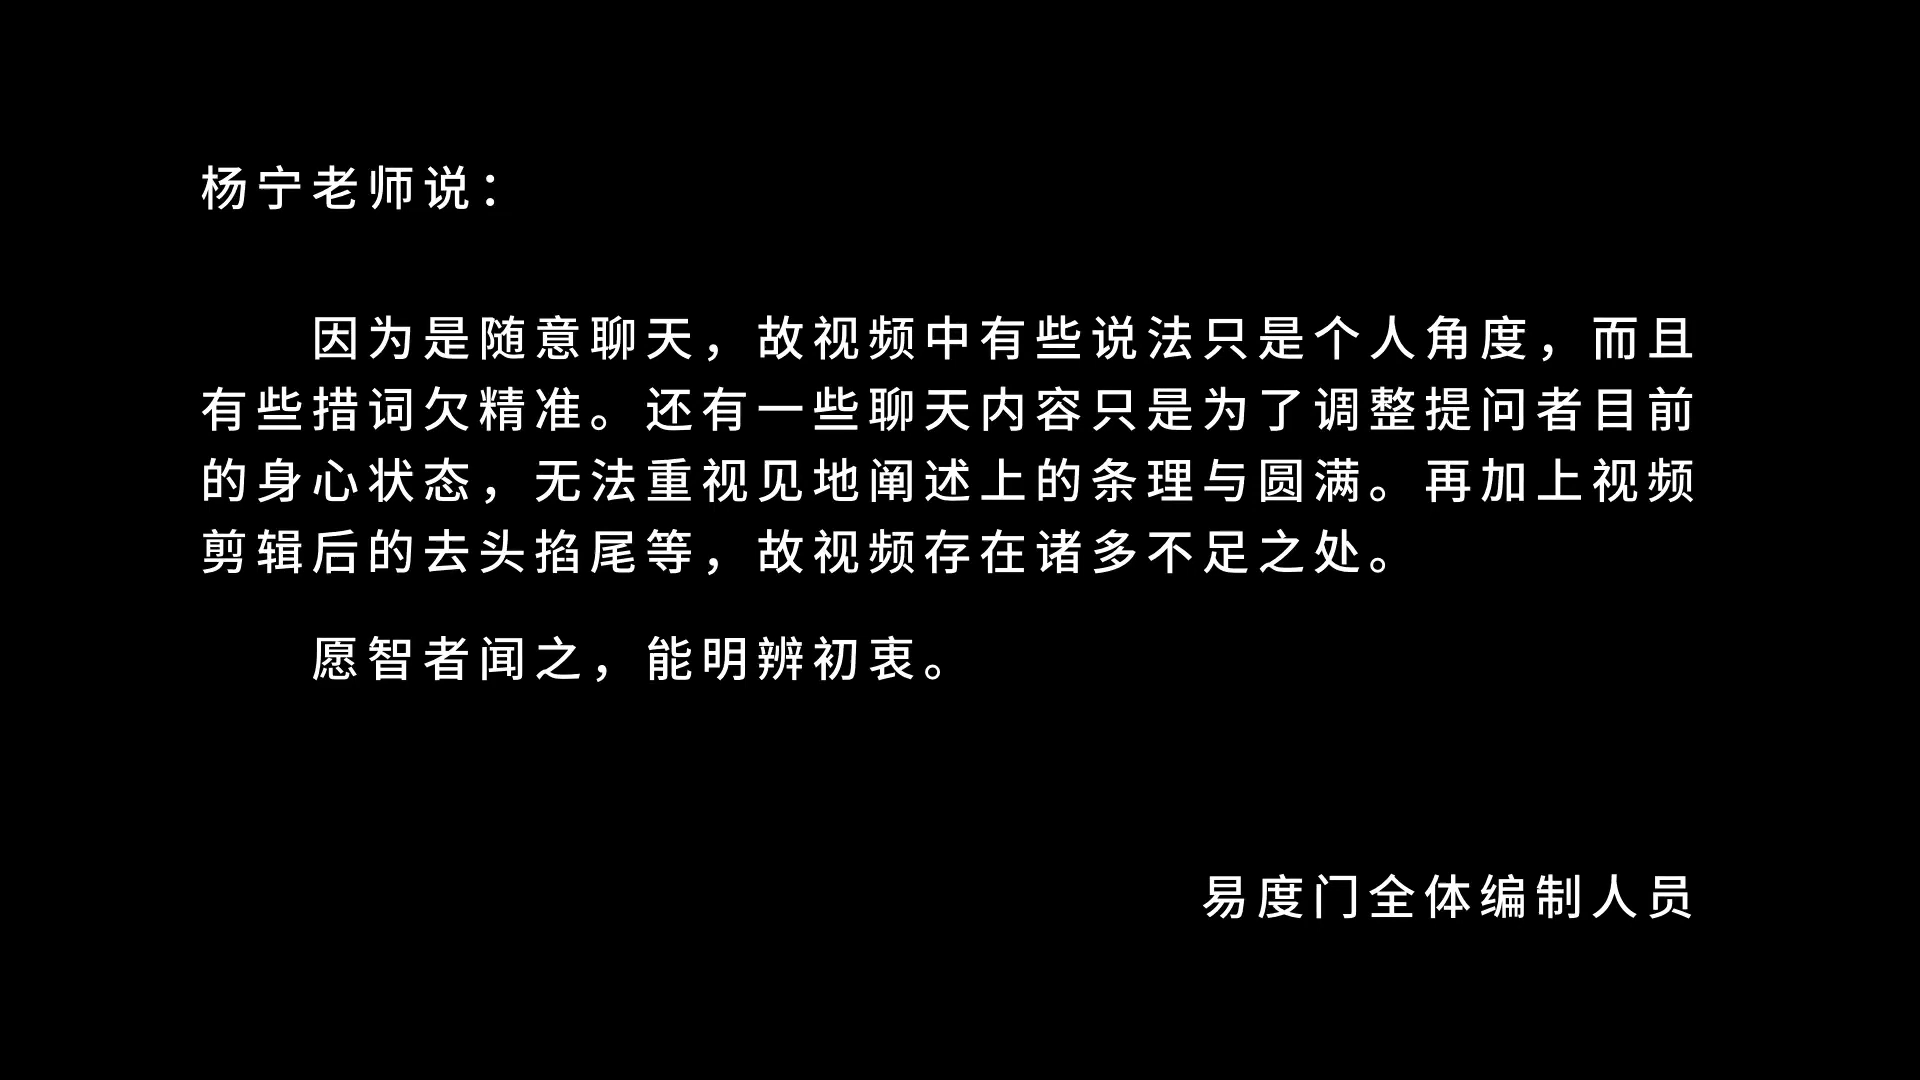 杨宁老师说：
因为是随意聊天，故视频中有些说法只是个人角度，而且
有些措词欠精准。还有一些聊天内容只是为了调整提问者目前
的身心状态，无法重视见地阐述上的条理与圆满。再加上视频
剪辑后的去头掐尾等，故视频存在诸多不足之处。
愿智者闻之，能明辨初衷。
易度门全体编制人员